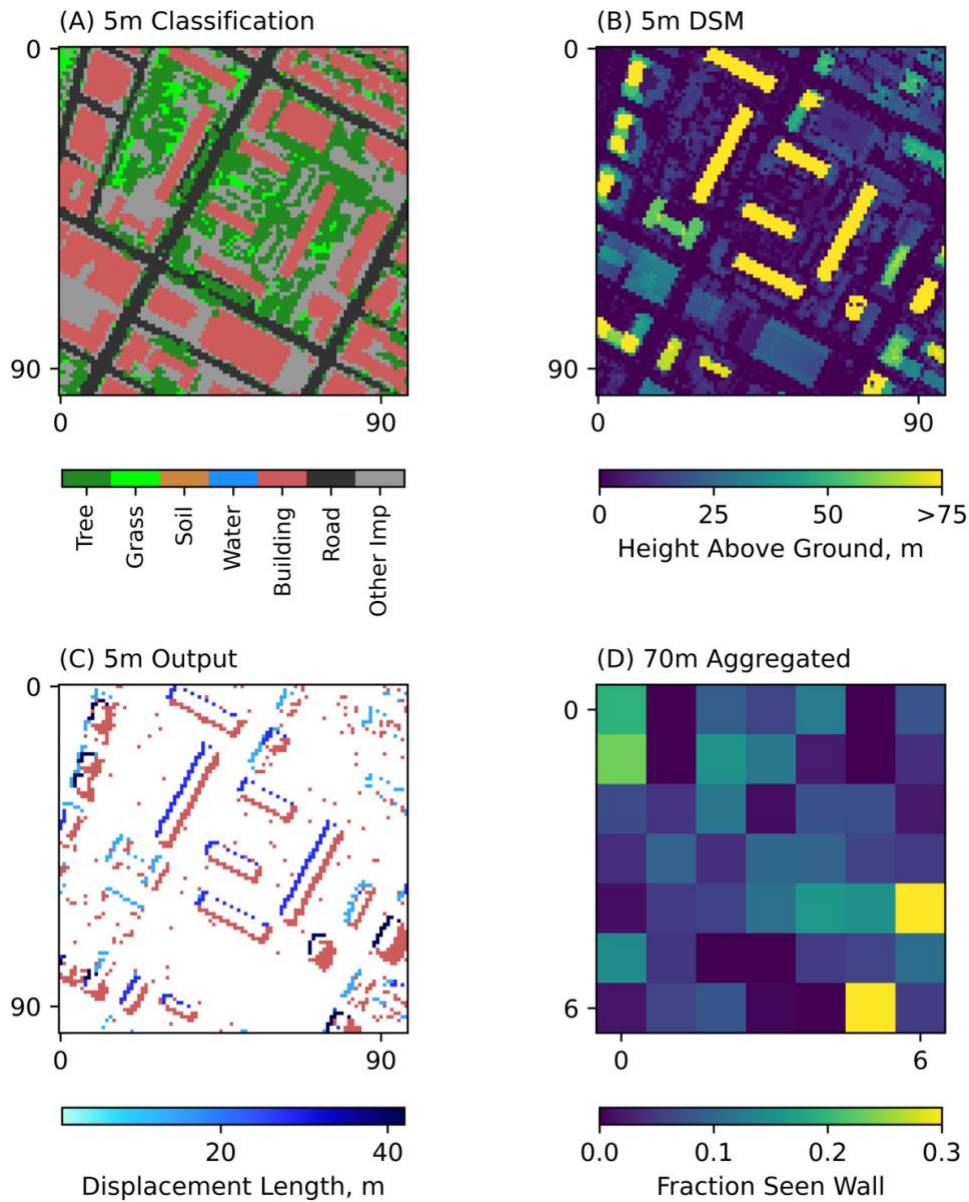 (A) 5m Classification
0
90
0 90
Tree
Grass
Soil
Water
Building
Road
Other Imp
(B) 5m DSM
0
90
0 90
0 25 50 >75
Height Above Ground, m
(C) 5m Output
0
90
0 90
20 40
Displacement Length, m
(D) 70m Aggregated
0
6
0 6
0.0 0.1 0.2 0.3
Fraction Seen Wall